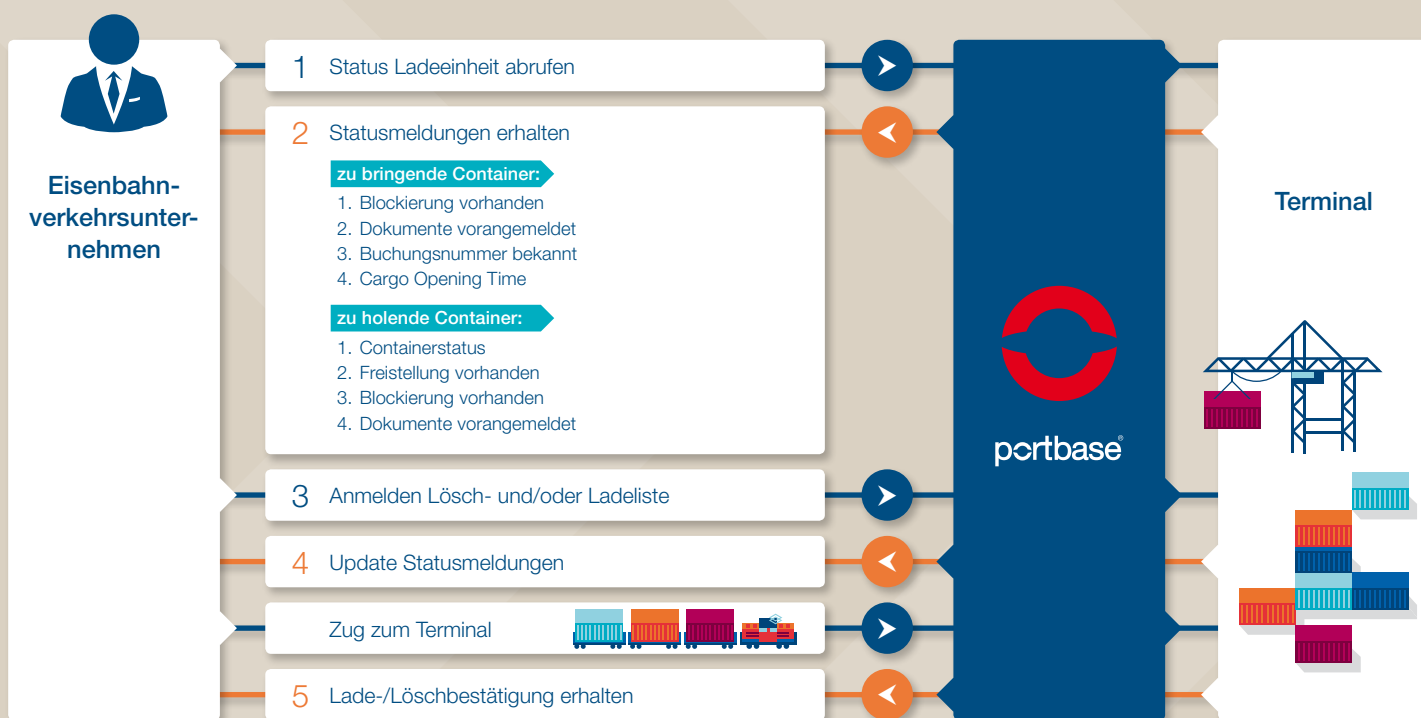 Eisenbahn-
verkehrsunter-
nehmen
1 Status Ladeeinheit abrufen
2 Statusmeldungen erhalten
zu bringende Container:
1. Blockierung vorhanden
2. Dokumente vorangemeldet
3. Buchungsnummer bekannt
4. Cargo Opening Time
zu holende Container:
1. Containerstatus
2. Freistellung vorhanden
3. Blockierung vorhanden
4. Dokumente vorangemeldet
3 Anmelden Lösch- und/oder Ladeliste
4 Update Statusmeldungen
Zug zum Terminal
5 Lade-/Löschbestätigung erhalten
portbase®
Terminal